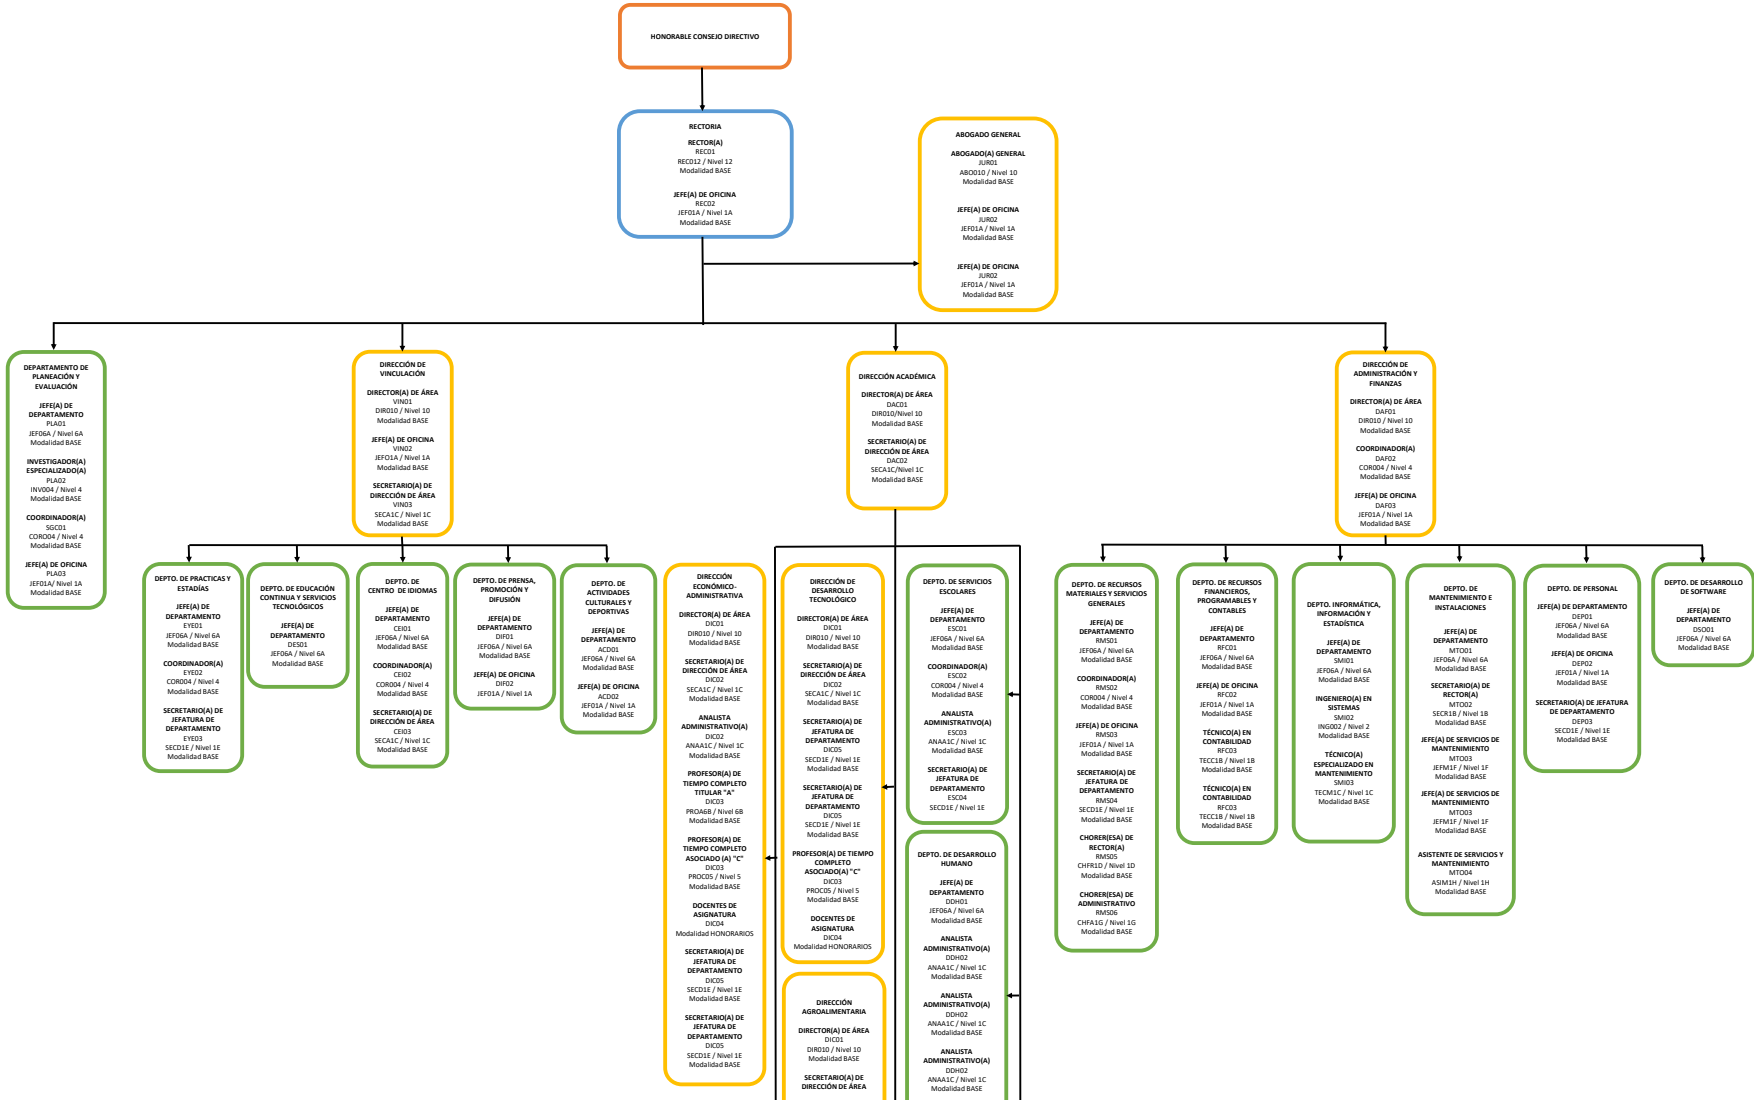 HONORABLE CONSEJO DIRECTIVO
RECTORIA
RECTOR(A)
REC01
REC012 / Nivel 12
Modalidad BASE
JEFE(A) DE OFICINA
REC02
JEF01A / Nivel 1A
Modalidad BASE
ABOGADO GENERAL
ABOGADO(A) GENERAL
JUR01
ABO010 / Nivel 10
Modalidad BASE
JEFE(A) DE OFICINA
JUR02
JEF01A / Nivel 1A
Modalidad BASE
JEFE(A) DE OFICINA
JUR02
JEF01A / Nivel 1A
Modalidad BASE
DEPARTAMENTO DE
PLANEACIÓN Y
EVALUACIÓN
JEFE(A) DE
DEPARTAMENTO
PLA01
JEF06A / Nivel 6A
Modalidad BASE
INVESTIGADOR(A)
ESPECIALIZADO(A)
PLA02
INV004 / Nivel 4
Modalidad BASE
COORDINADOR(A)
SGC01
CORO04 / Nivel 4
Modalidad BASE
JEFE(A) DE OFICINA
PLA03
JEF01A/ Nivel 1A
Modalidad BASE
DIRECCIÓN DE
VINCULACIÓN
DIRECTOR(A) DE ÁREA
VIN01
DIR010 / Nivel 10
Modalidad BASE
JEFE(A) DE OFICINA
VIN02
JEFO1A / Nivel 1A
Modalidad BASE
SECRETARIO(A) DE
DIRECCIÓN DE ÁREA
VIN03
SECA1C / Nivel 1C
Modalidad BASE
DIRECCIÓN ACADÉMICA
DIRECTOR(A) DE ÁREA
DAC01
DIR010/Nivel 10
Modalidad BASE
SECRETARIO(A) DE
DIRECCIÓN DE ÁREA
DAC02
SECA1C/Nivel 1C
Modalidad BASE
DIRECCIÓN DE
ADMINISTRACIÓN Y
FINANZAS
DIRECTOR(A) DE ÁREA
DAF01
DIR010 / Nivel 10
Modalidad BASE
COORDINADOR(A)
DAF02
COR004 / Nivel 4
Modalidad BASE
JEFE(A) DE OFICINA
DAF03
JEF01A / Nivel 1A
Modalidad BASE
DEPTO. DE PRACTICAS Y
ESTADÍAS
JEFE(A) DE
DEPARTAMENTO
EYE01
JEF06A / Nivel 6A
Modalidad BASE
COORDINADOR(A)
EYE02
COR004 / Nivel 4
Modalidad BASE
SECRETARIO(A) DE
JEFATURA DE
DEPARTAMENTO
EYE03
SECD1E / Nivel 1E
Modalidad BASE
DEPTO. DE EDUCACIÓN
CONTINUA Y SERVICIOS
TECNOLÓGICOS
JEFE(A) DE
DEPARTAMENTO
DES01
JEF06A / Nivel 6A
Modalidad BASE
DEPTO. DE
CENTRO DE IDIOMAS
JEFE(A) DE
DEPARTAMENTO
CEI01
JEF06A / Nivel 6A
Modalidad BASE
COORDINADOR(A)
CEI02
COR004 / Nivel 4
Modalidad BASE
SECRETARIO(A) DE
DIRECCIÓN DE ÁREA
CEI03
SECA1C / Nivel 1C
Modalidad BASE
DEPTO. DE PRENSA,
PROMOCIÓN Y
DIFUSIÓN
JEFE(A) DE
DEPARTAMENTO
DIF01
JEF06A / Nivel 6A
Modalidad BASE
JEFE(A) DE OFICINA
DIF02
JEF01A / Nivel 1A
DEPTO. DE
ACTIVIDADES
CULTURALES Y
DEPORTIVAS
JEFE(A) DE
DEPARTAMENTO
ACD01
JEF06A / Nivel 6A
Modalidad BASE
JEFE(A) DE OFICINA
ACD02
JEF01A / Nivel 1A
Modalidad BASE
DIRECCIÓN
ECONÓMICO-
ADMINISTRATIVA
DIRECTOR(A) DE ÁREA
DIC01
DIR010 / Nivel 10
Modalidad BASE
SECRETARIO(A) DE
DIRECCIÓN DE ÁREA
DIC02
SECA1C / Nivel 1C
Modalidad BASE
ANALISTA
ADMINISTRATIVO(A)
DIC02
ANAA1C / Nivel 1C
Modalidad BASE
PROFESOR(A) DE
TIEMPO COMPLETO
TITULAR "A"
DIC03
PROA6B / Nivel 6B
Modalidad BASE
PROFESOR(A) DE
TIEMPO COMPLETO
ASOCIADO (A) "C"
DIC03
PROC05 / Nivel 5
Modalidad BASE
DOCENTES DE
ASIGNATURA
DIC04
Modalidad HONORARIOS
SECRETARIO(A) DE
JEFATURA DE
DEPARTAMENTO
DIC05
SECD1E / Nivel 1E
Modalidad BASE
SECRETARIO(A) DE
JEFATURA DE
DEPARTAMENTO
DIC05
SECD1E / Nivel 1E
Modalidad BASE
DIRECCIÓN DE
DESARROLLO
TECNOLÓGICO
DIRECTOR(A) DE ÁREA
DIC01
DIR010 / Nivel 10
Modalidad BASE
SECRETARIO(A) DE
DIRECCIÓN DE ÁREA
DIC02
SECA1C / Nivel 1C
Modalidad BASE
SECRETARIO(A) DE
JEFATURA DE
DEPARTAMENTO
DIC05
SECD1E / Nivel 1E
Modalidad BASE
SECRETARIO(A) DE
JEFATURA DE
DEPARTAMENTO
DIC05
SECD1E / Nivel 1E
Modalidad BASE
PROFESOR(A) DE TIEMPO
COMPLETO
ASOCIADO(A) "C"
DIC03
PROC05 / Nivel 5
Modalidad BASE
DOCENTES DE
ASIGNATURA
DIC04
Modalidad HONORARIOS
DIRECCIÓN
AGROALIMENTARIA
DIRECTOR(A) DE ÁREA
DIC01
DIR010 / Nivel 10
Modalidad BASE
SECRETARIO(A) DE
DIRECCIÓN DE ÁREA
DEPTO. DE SERVICIOS
ESCOLARES
JEFE(A) DE
DEPARTAMENTO
ESC01
JEF06A / Nivel 6A
Modalidad BASE
COORDINADOR(A)
ESC02
COR004 / Nivel 4
Modalidad BASE
ANALISTA
ADMINISTRATIVO(A)
ESC03
ANAA1C / Nivel 1C
Modalidad BASE
SECRETARIO(A) DE
JEFATURA DE
DEPARTAMENTO
ESC04
SECD1E / Nivel 1E
DEPTO. DE DESARROLLO
HUMANO
JEFE(A) DE
DEPARTAMENTO
DDH01
JEF06A / Nivel 6A
Modalidad BASE
ANALISTA
ADMINISTRATIVO(A)
DDH02
ANAA1C / Nivel 1C
Modalidad BASE
ANALISTA
ADMINISTRATIVO(A)
DDH02
ANAA1C / Nivel 1C
Modalidad BASE
ANALISTA
ADMINISTRATIVO(A)
DDH02
ANAA1C / Nivel 1C
Modalidad BASE
DEPTO. DE RECURSOS
MATERIALES Y SERVICIOS
GENERALES
JEFE(A) DE
DEPARTAMENTO
RMS01
JEF06A / Nivel 6A
Modalidad BASE
COORDINADOR(A)
RMS02
COR004 / Nivel 4
Modalidad BASE
JEFE(A) DE OFICINA
RMS03
JEF01A / Nivel 1A
Modalidad BASE
SECRETARIO(A) DE
JEFATURA DE
DEPARTAMENTO
RMS04
SECD1E / Nivel 1E
Modalidad BASE
CHORER(ESA) DE
RECTOR(A)
RMS05
CHFR1D / Nivel 1D
Modalidad BASE
CHORER(ESA) DE
ADMINISTRATIVO
RMS06
CHFA1G / Nivel 1G
Modalidad BASE
DEPTO. DE RECURSOS
FINANCIEROS,
PROGRAMABLES Y
CONTABLES
JEFE(A) DE
DEPARTAMENTO
RFC01
JEF06A / Nivel 6A
Modalidad BASE
JEFE(A) DE OFICINA
RFC02
JEF01A / Nivel 1A
Modalidad BASE
TÉCNICO(A) EN
CONTABILIDAD
RFC03
TECC1B / Nivel 1B
Modalidad BASE
TÉCNICO(A) EN
CONTABILIDAD
RFC03
TECC1B / Nivel 1B
Modalidad BASE
DEPTO. INFORMÁTICA,
INFORMACIÓN Y
ESTADÍSTICA
JEFE(A) DE
DEPARTAMENTO
SMI01
JEF06A / Nivel 6A
Modalidad BASE
INGENIERO(A) EN
SISTEMAS
SMI02
ING002 / Nivel 2
Modalidad BASE
TÉCNICO(A)
ESPECIALIZADO EN
MANTENIMIENTO
SMI03
TECM1C / Nivel 1C
Modalidad BASE
DEPTO. DE
MANTENIMIENTO E
INSTALACIONES
JEFE(A) DE
DEPARTAMENTO
MTO01
JEF06A / Nivel 6A
Modalidad BASE
SECRETARIO(A) DE
RECTOR(A)
MTO02
SECR1B / Nivel 1B
Modalidad BASE
JEFE(A) DE SERVICIOS DE
MANTENIMIENTO
MTO03
JEFM1F / Nivel 1F
Modalidad BASE
JEFE(A) DE SERVICIOS DE
MANTENIMIENTO
MTO03
JEFM1F / Nivel 1F
Modalidad BASE
ASISTENTE DE SERVICIOS Y
MANTENIMIENTO
MTO04
ASIM1H / Nivel 1H
Modalidad BASE
DEPTO. DE PERSONAL
JEFE(A) DE DEPARTAMENTO
DEP01
JEF06A / Nivel 6A
Modalidad BASE
JEFE(A) DE OFICINA
DEP02
JEF01A / Nivel 1A
Modalidad BASE
SECRETARIO(A) DE JEFATURA
DE DEPARTAMENTO
DEP03
SECD1E / Nivel 1E
Modalidad BASE
DEPTO. DE DESARROLLO
DE SOFTWARE
JEFE(A) DE
DEPARTAMENTO
DSO01
JEF06A / Nivel 6A
Modalidad BASE